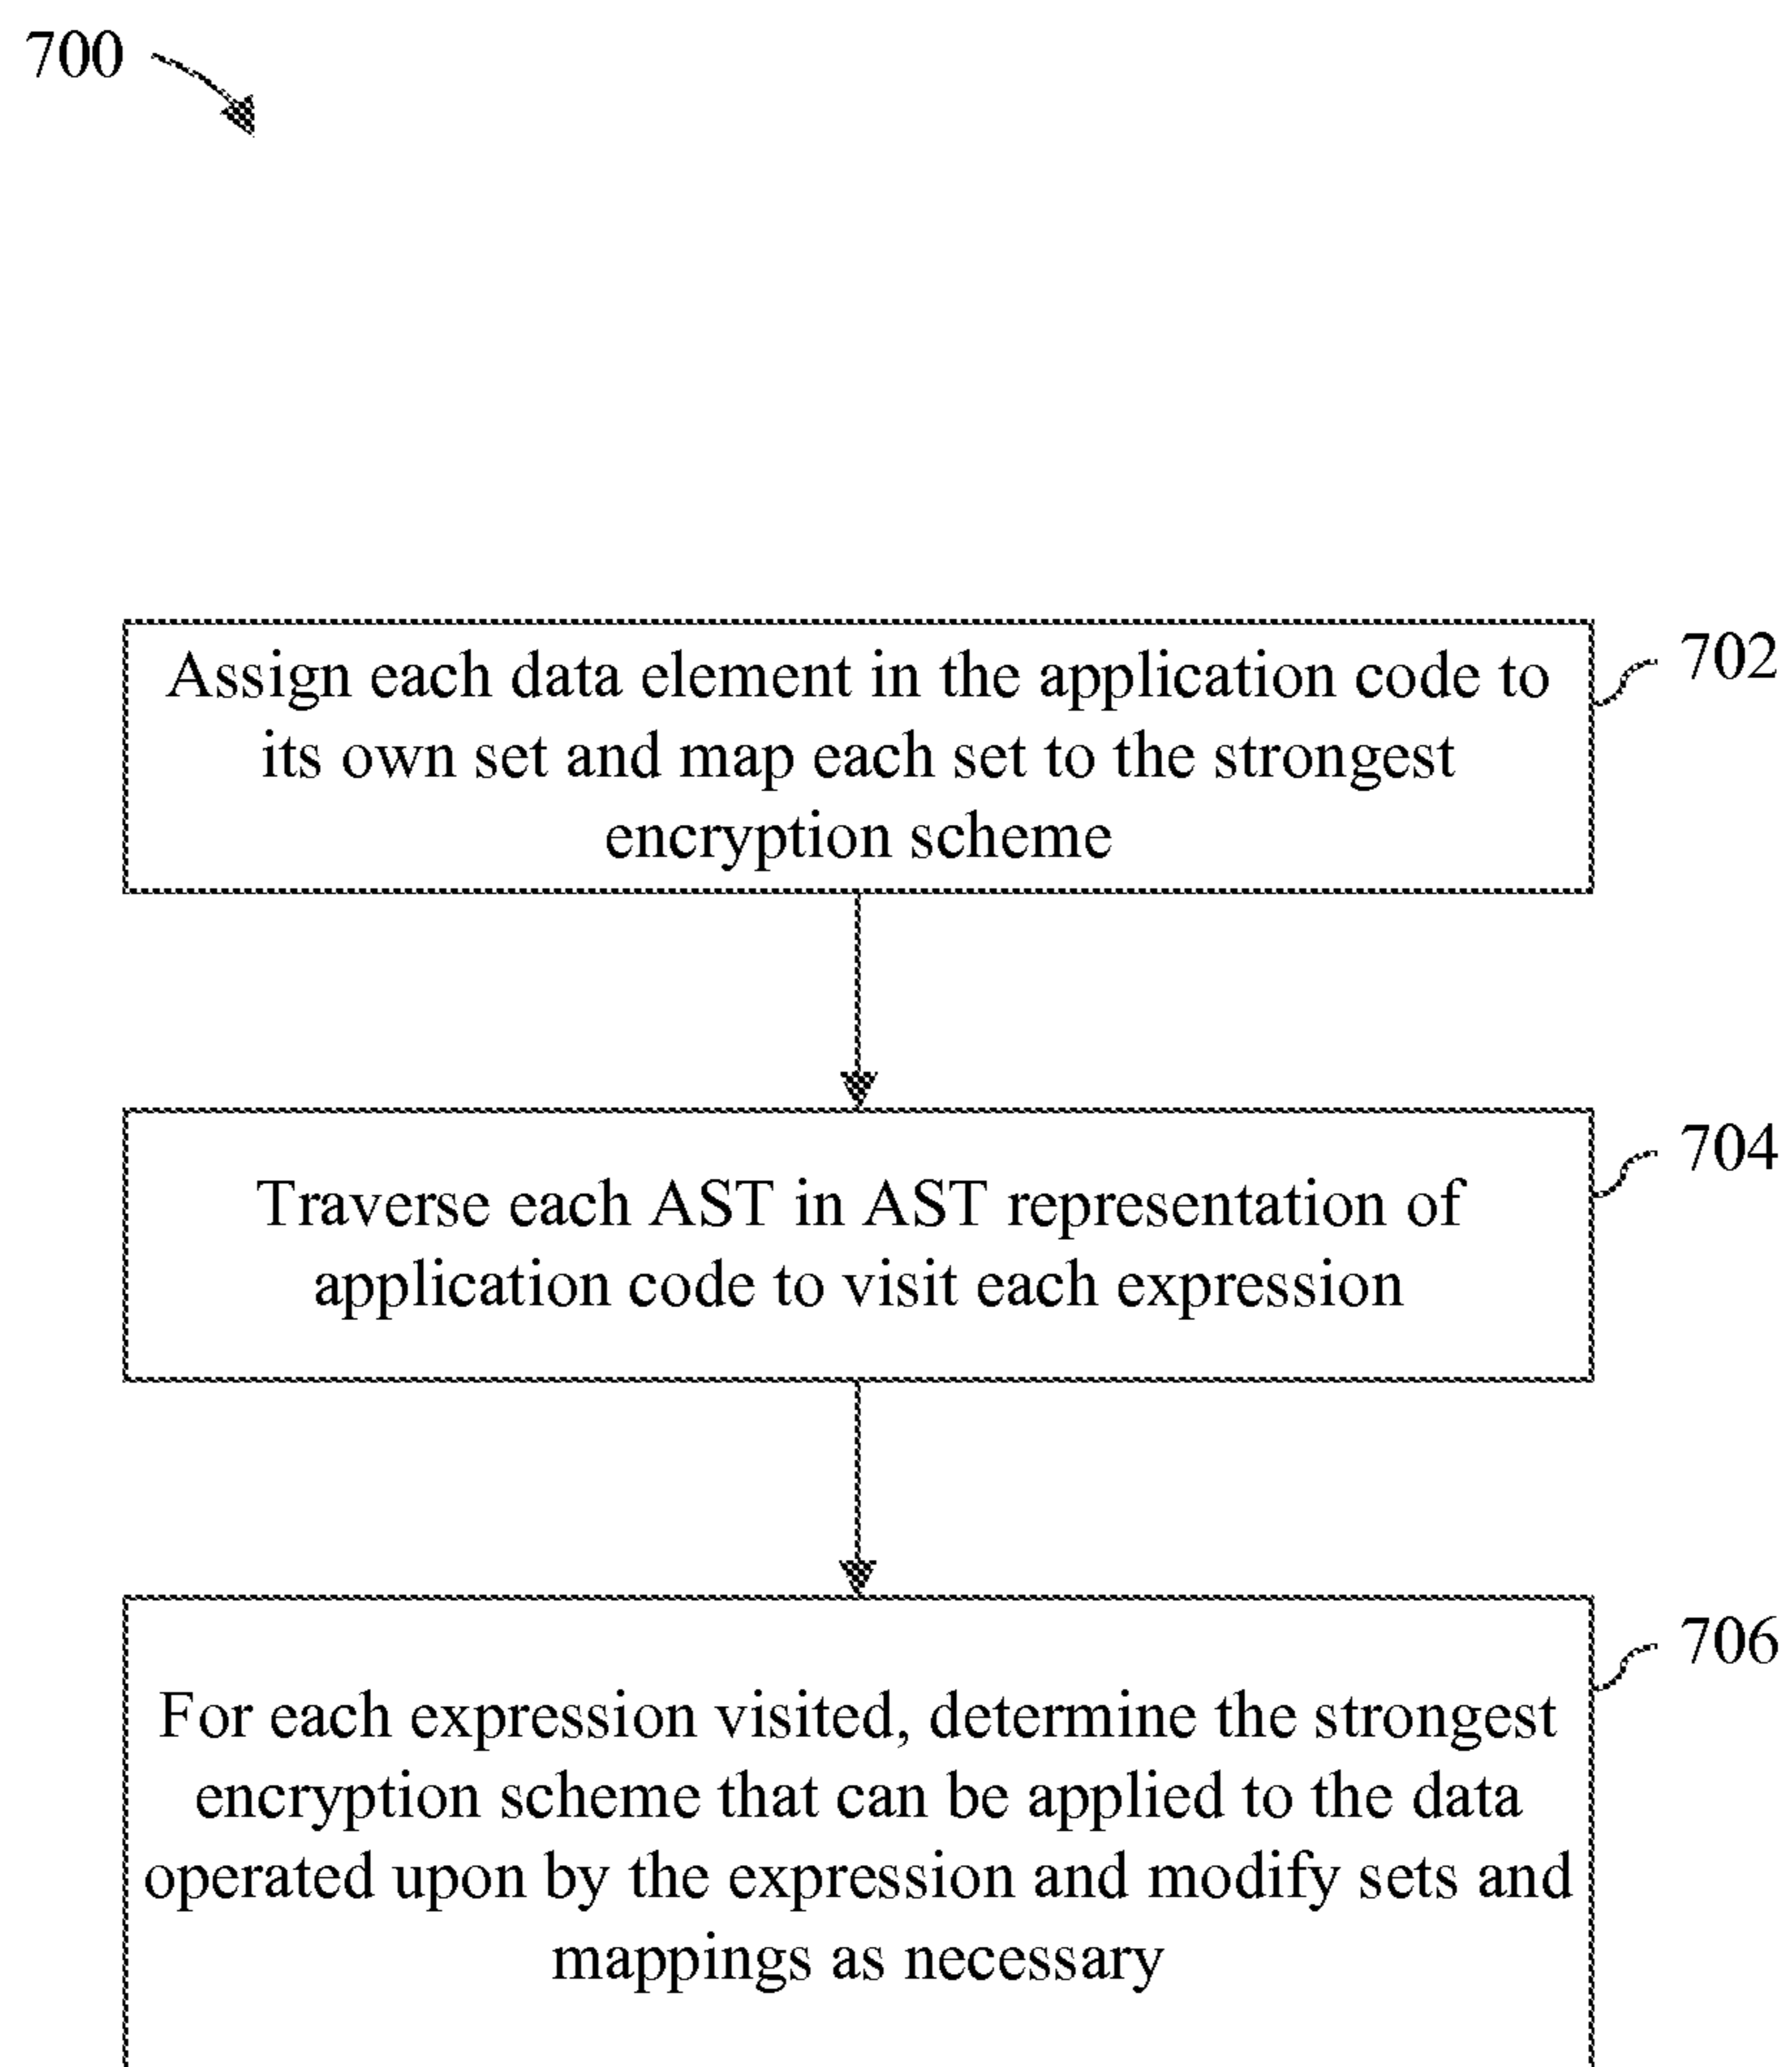 700
Assign each data element in the application code to
its own set and map each set to the strongest
encryption scheme
702
Traverse each AST in AST representation of
application code to visit each expression
704
For each expression visited, determine the strongest
encryption scheme that can be applied to the data
operated upon by the expression and modify sets and
mappings as necessary
706